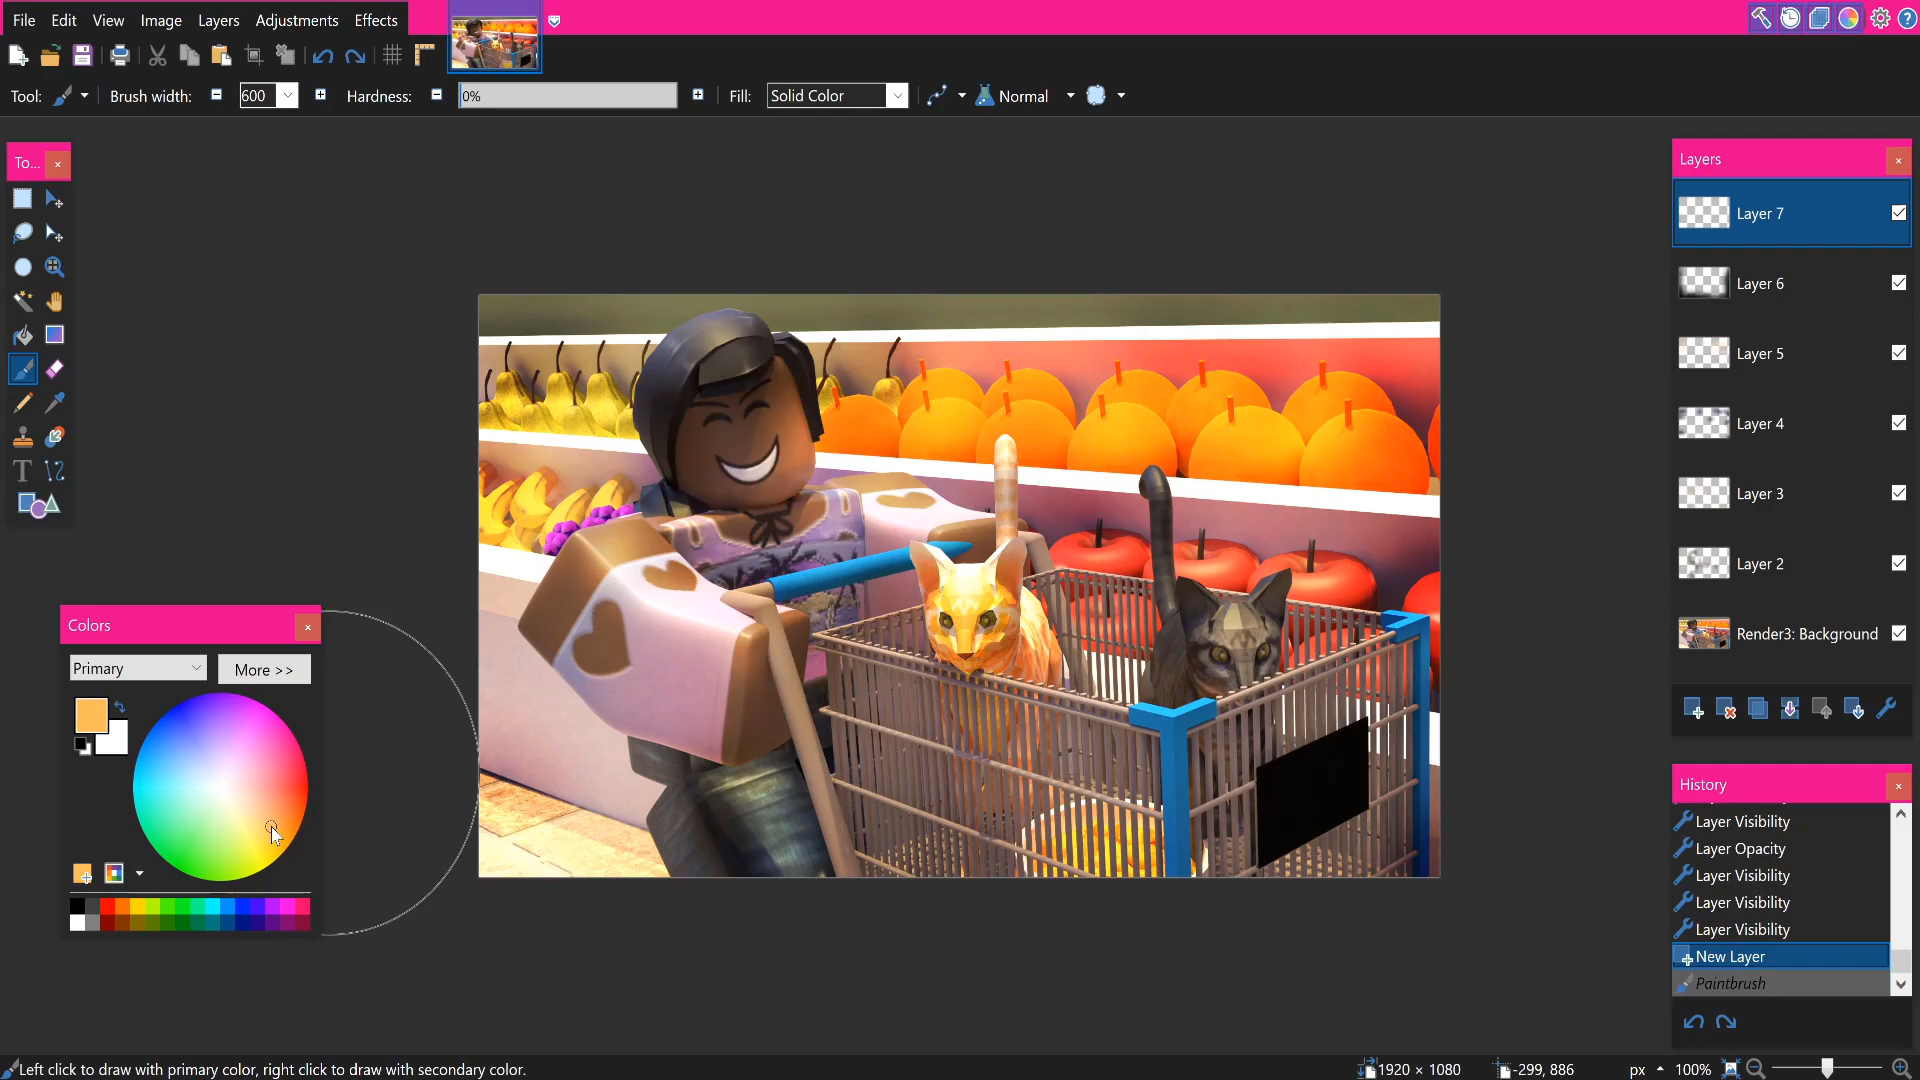 File Edit View Image Layers Adjustments Effects
Tool: Brush width: 600 Hardness: 0% Fill: Solid Color Normal
To...
Layers
Layer 7
Layer 6
Layer 5
Layer 4
Layer 3
Layer 2
Render3: Background
Colors
Primary More >>
History
Layer Visibility
Layer Opacity
Layer Visibility
Layer Visibility
Layer Visibility
New Layer
Paintbrush
Left click to draw with primary color, right click to draw with secondary color. 1920 × 1080 -299, 886 px 100%